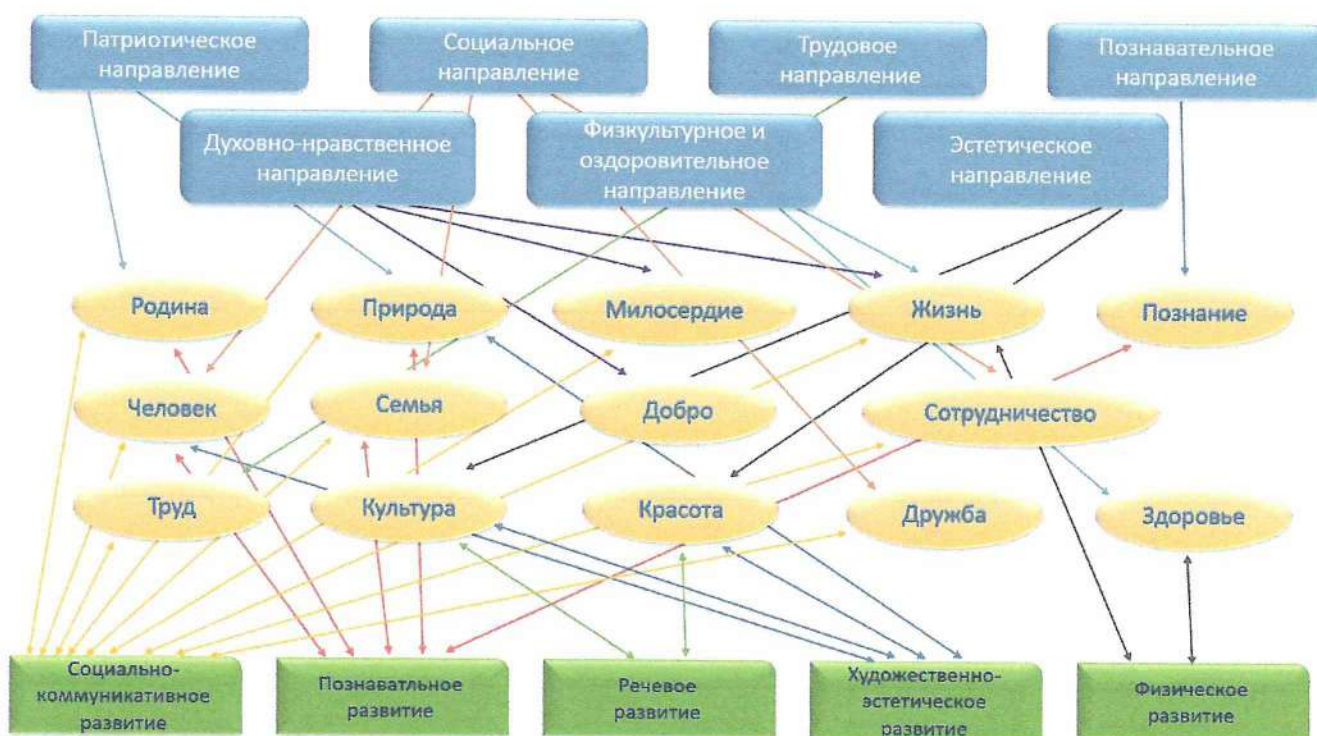 Патриотическое
направление
Социальное
направление
Трудовое
направление
Познавательное
направление
Духовно-нравственное
направление
Физкультурное и
оздоровительное
направление
Эстетическое
направление
Родина
Природа
Милосердие
Жизнь
Познание
Человек
Семья
Добро
Сотрудничество
Труд
Культура
Красота
Дружба
Здоровье
Социально-
коммуникативное
развитие
Познаватльное
развитие
Речевое
развитие
Художественно-
эстетическое
развитие
Физическое
развитие